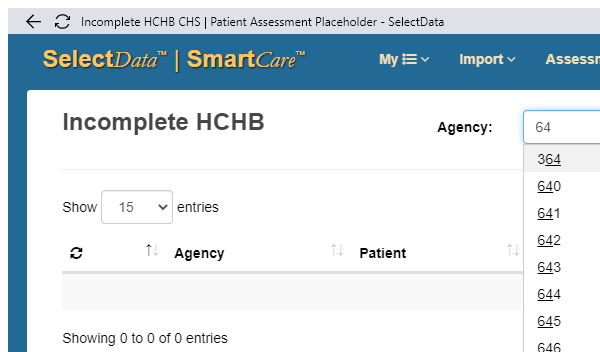 Incomplete HCHB CHS | Patient Assessment Placeholder - SelectData
SelectData™ | SmartCare™ My Import Assessm
Incomplete HCHB Agency: 64
364
640
Show 15 entries
641
Agency Patient
642
643
644
Showing 0 to 0 of 0 entries
645
646